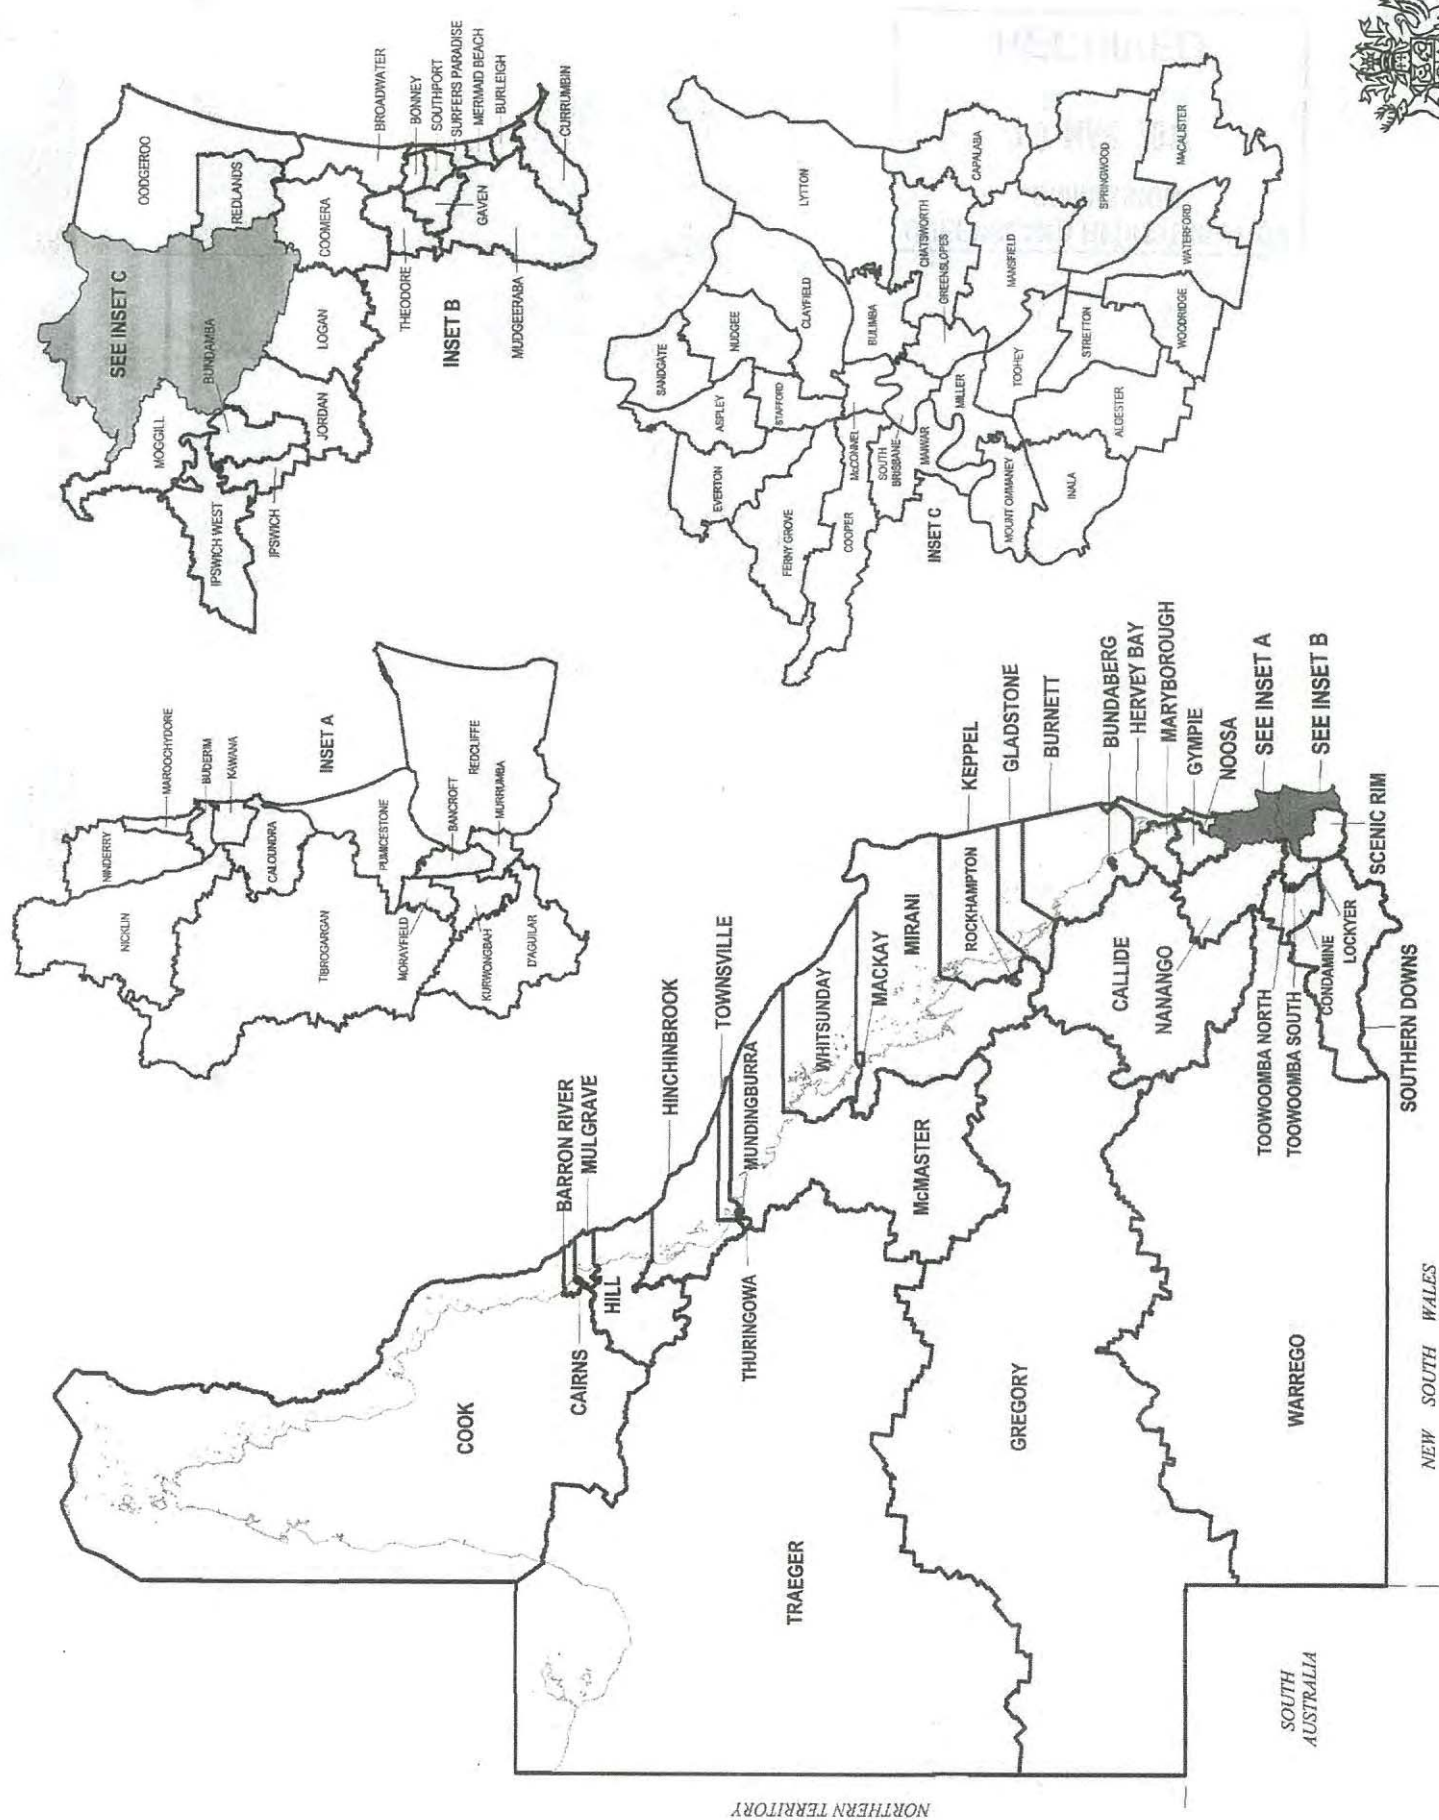 COOK
BARRON RIVER
MULGRAVE
CAIRNS
HILL
HINCHINBROOK
TOWNSVILLE
MUNDINGBURRA
THURINGOWA
TRAEGER
WHITSUNDAY
MACKAY
MIRANI
McMASTER
KEPPEL
ROCKHAMPTON
GLADSTONE
BURNETT
GREGORY
CALLIDE
BUNDABERG
HERVEY BAY
MARYBOROUGH
GYMPIE
NOOSA
NANANGO
SEE INSET A
SEE INSET B
WARREGO
TOOWOOMBA NORTH
TOOWOOMBA SOUTH
CONDAMINE
LOCKYER
SCENIC RIM
SOUTHERN DOWNS
NORTHERN TERRITORY
SOUTH
AUSTRALIA
NEW SOUTH WALES
INSET A
NICKLIN
NINDERRY
MAROOCHYDORE
BUDERIM
KAWANA
CALOUNDRA
TIBROGARGAN
PUMICESTONE
MORAYFIELD
BANCROFT
KURWONGBAH
REDCLIFFE
MURRUMBA
D'AGUILAR
INSET B
SEE INSET C
OODGEROO
REDLANDS
MOGGILL
BUNDAMBA
IPSWICH WEST
IPSWICH
JORDAN
LOGAN
COOMERA
THEODORE
BROADWATER
BONNEY
SOUTHPORT
SURFERS PARADISE
MERMAID BEACH
BURLEIGH
GAVEN
MUDGEERABA
CURRUMBIN
INSET C
SANDGATE
NUDGEE
ASPLEY
STAFFORD
EVERTON
FERNY GROVE
CLAYFIELD
LYTTON
COOPER
McCONNEL
BULIMBA
SOUTH
BRISBANE
MAIWAR
CHATSWORTH
GREENSLOPES
CAPALABA
MILLER
MOUNT OMMANEY
TOOHEY
MANSFIELD
INALA
ALGESTER
STRETTON
SPRINGWOOD
WOODRIDGE
WATERFORD
MACALISTER